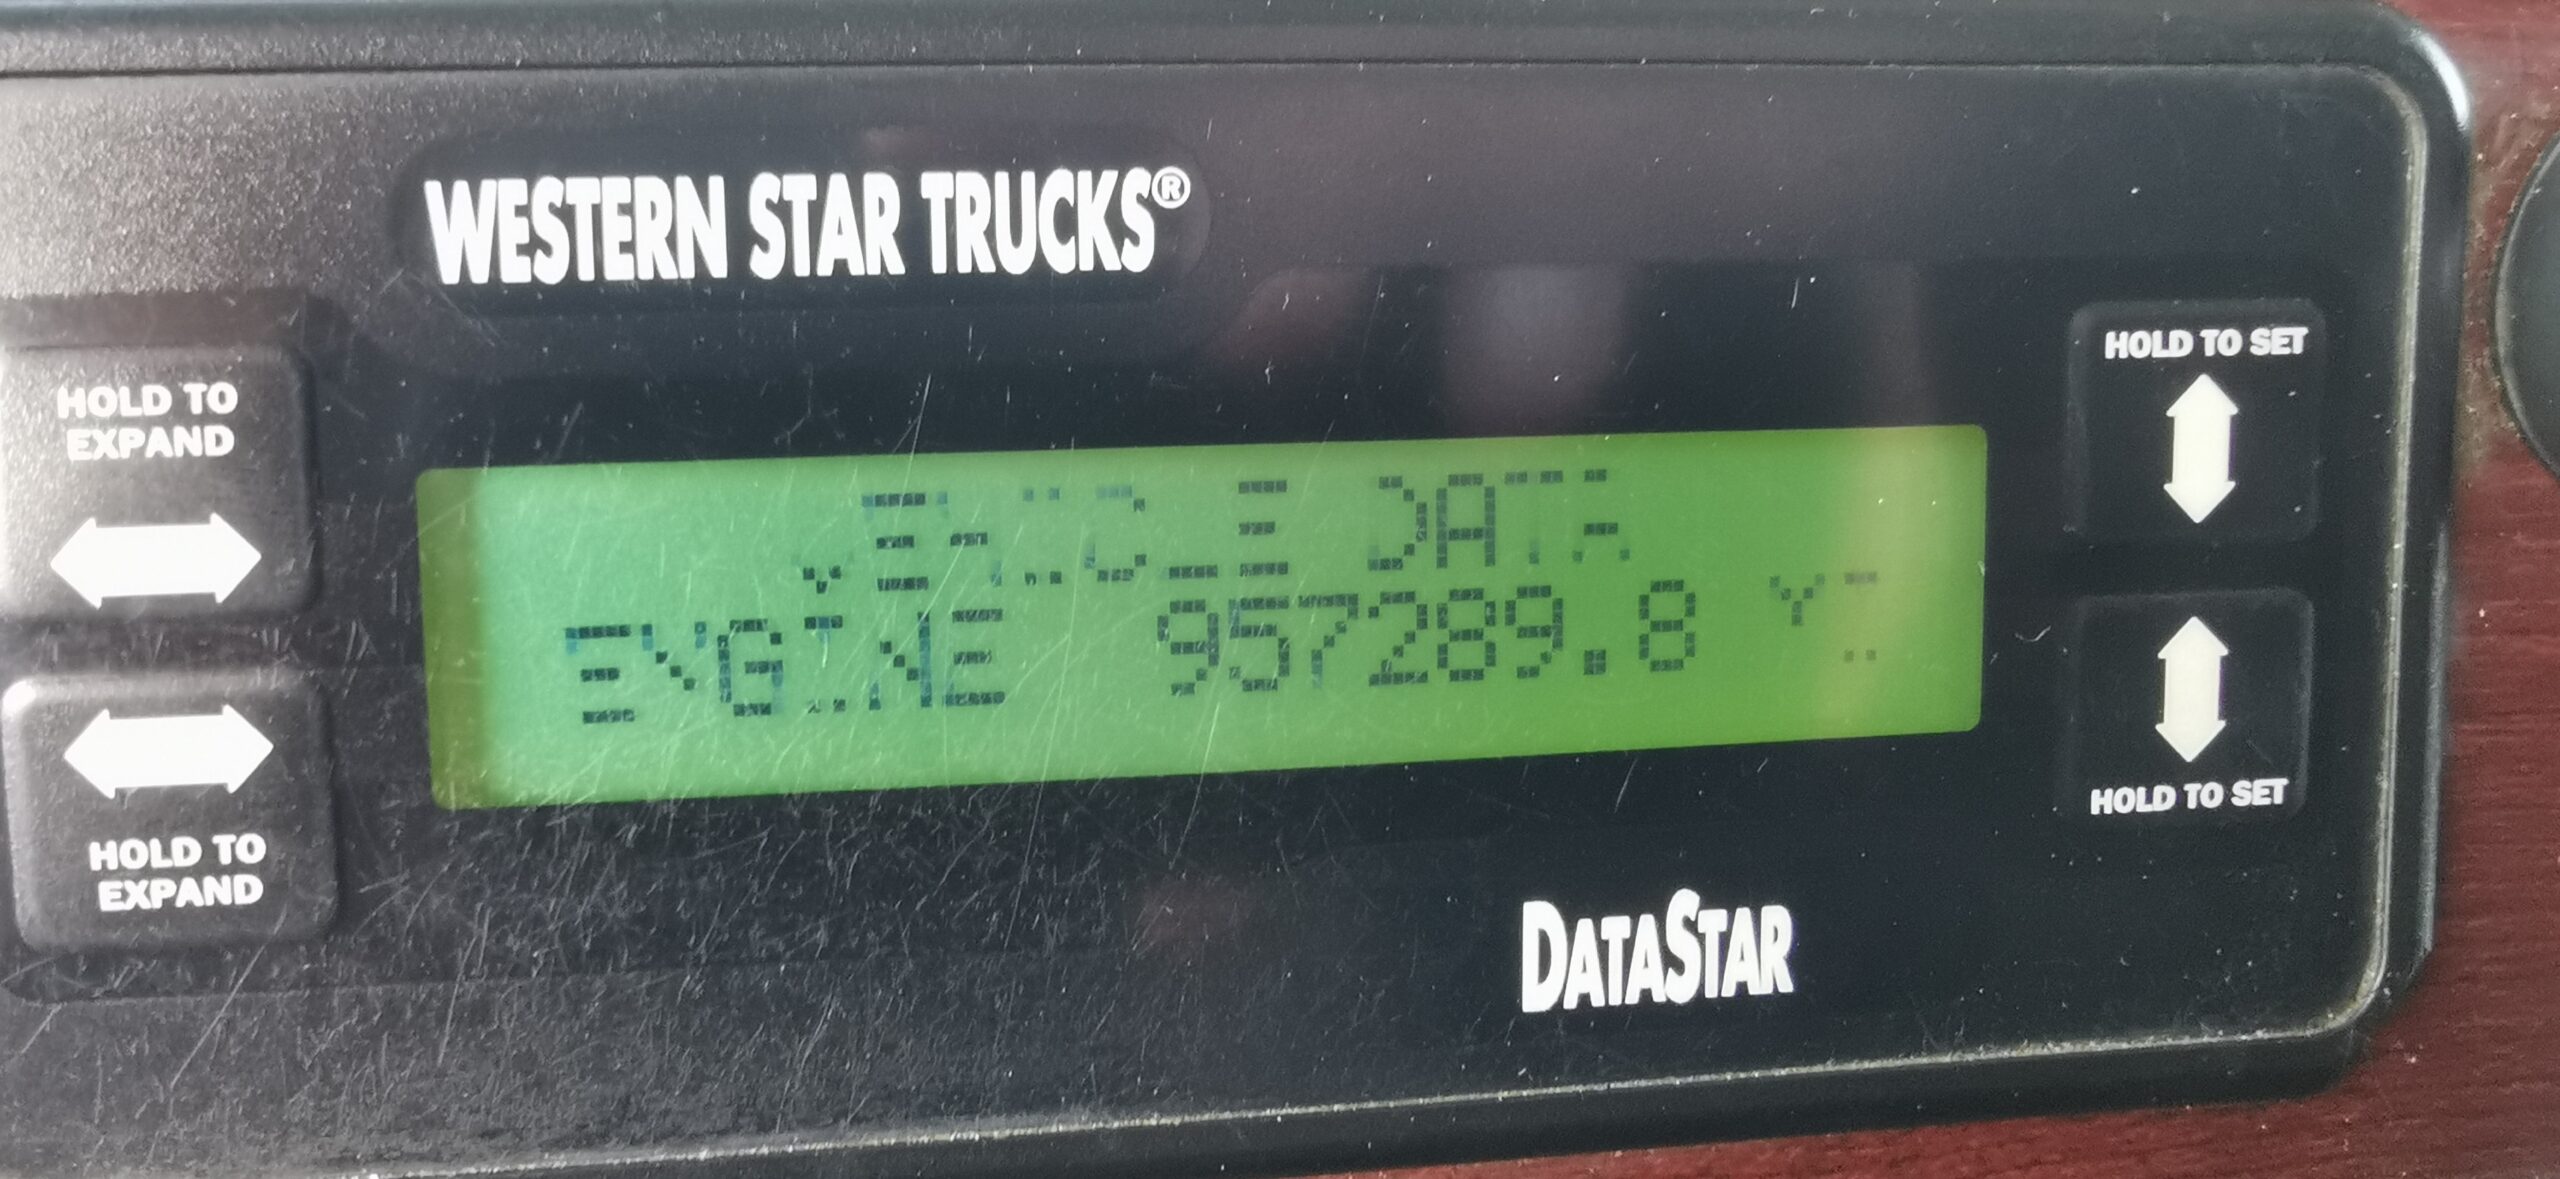 WESTERN STAR TRUCKS®
HOLD TO SET
HOLD TO
EXPAND
VEHICLE DATA
ENGINE 957289.8
HOLD TO
EXPAND
HOLD TO SET
DATASTAR